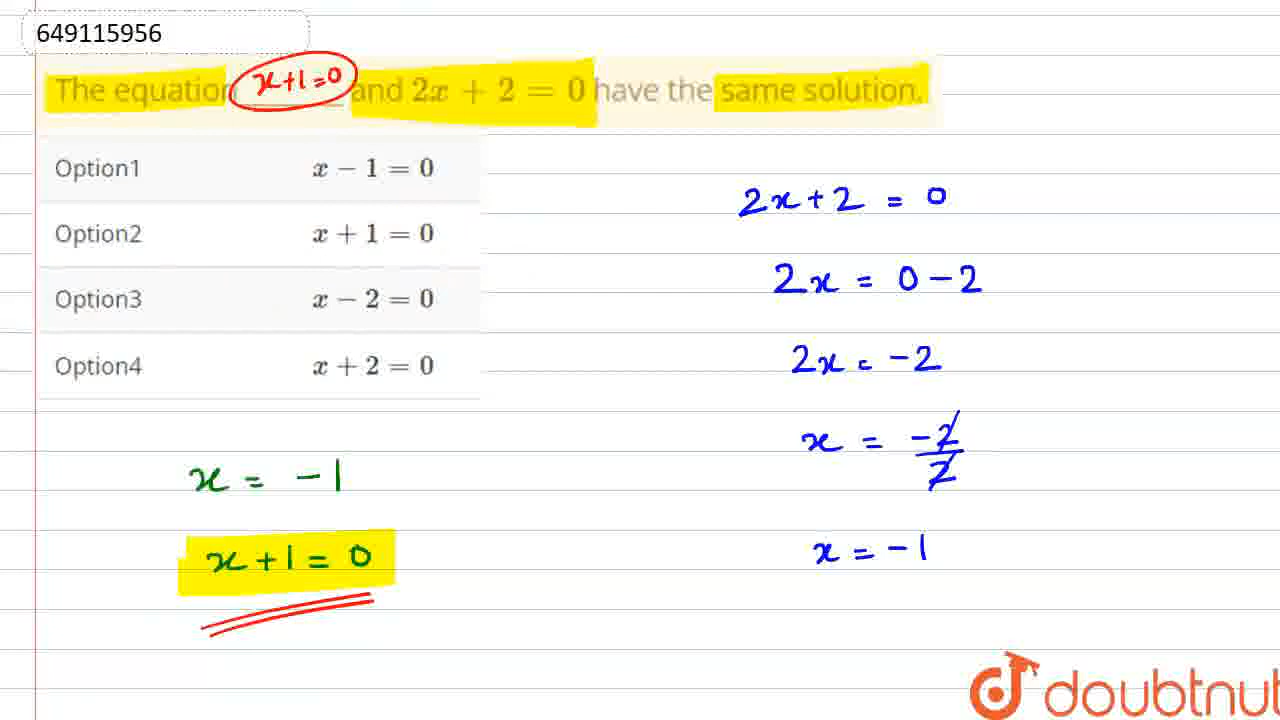 649115956
The equation x+1=0 and 2x + 2 = 0 have the same solution.
Option1 x − 1 = 0
Option2 x + 1 = 0
Option3 x − 2 = 0
Option4 x + 2 = 0
2x+2 = 0
2x = 0-2
2x = -2
x = -2/2
x = -1
x = -1
x+1= 0
doubtnut